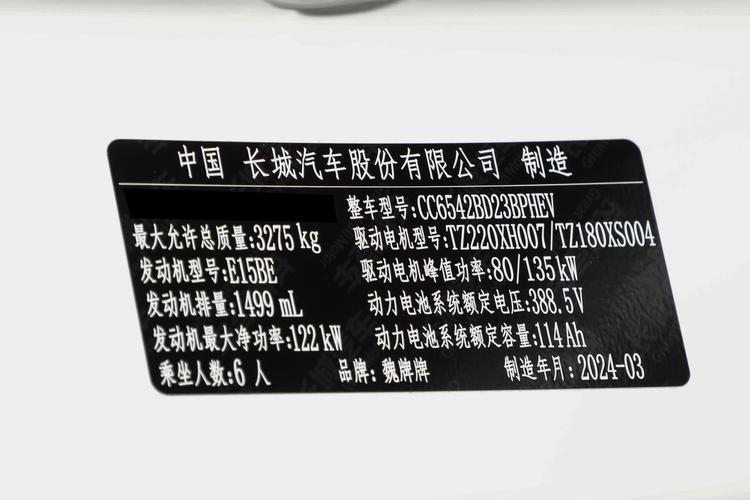 中国 长城汽车股份有限公司 制造
整车型号:CC6542BD23BPHEV
最大允许总质量:3275 kg 驱动电机型号:TZ220XH007/TZ180XS004
发动机型号:E15BE 驱动电机峰值功率:80/135kW
发动机排量:1499 mL 动力电池系统额定电压:388.5V
发动机最大净功率:122 kW 动力电池系统额定容量:114Ah
乘坐人数:6 人 品牌:魏牌牌 制造年月:2024-03